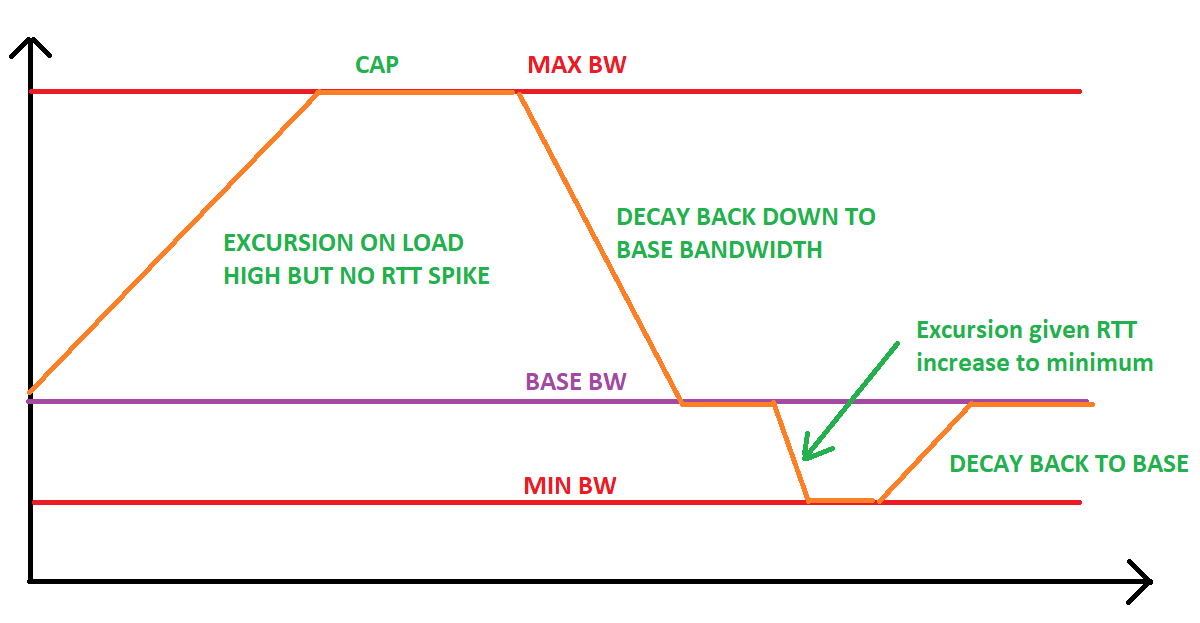 CAP
MAX BW
EXCURSION ON LOAD
HIGH BUT NO RTT SPIKE
DECAY BACK DOWN TO
BASE BANDWIDTH
Excursion given RTT
increase to minimum
BASE BW
DECAY BACK TO BASE
MIN BW